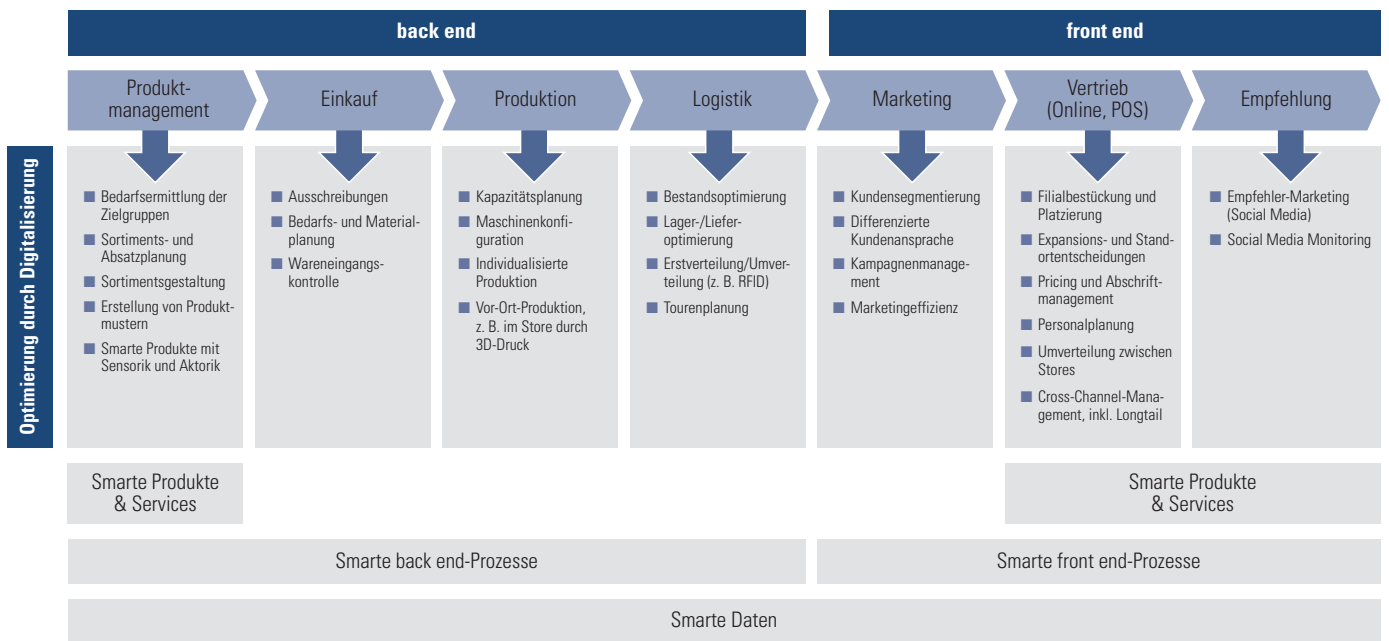 back end
front end
Produkt-
management
Einkauf
Produktion
Logistik
Marketing
Vertrieb
(Online, POS)
Empfehlung
Optimierung durch Digitalisierung
Bedarfsermittlung der
Zielgruppen
Sortiments- und
Absatzplanung
Sortimentsgestaltung
Erstellung von Produkt-
mustern
Smarte Produkte mit
Sensorik und Aktorik
Ausschreibungen
Bedarfs- und Material-
planung
Wareneingangs-
kontrolle
Kapazitätsplanung
Maschinenkonfi-
guration
Individualisierte
Produktion
Vor-Ort-Produktion,
z. B. im Store durch
3D-Druck
Bestandsoptimierung
Lager-/Liefer-
optimierung
Erstverteilung/Umver-
teilung (z. B. RFID)
Tourenplanung
Kundensegmentierung
Differenzierte
Kundenansprache
Kampagnenmanage-
ment
Marketingeffizienz
Filialbestückung und
Platzierung
Expansions- und Stand-
ortentscheidungen
Pricing und Abschrift-
management
Personalplanung
Umverteilung zwischen
Stores
Cross-Channel-Mana-
gement, inkl. Longtail
Empfehler-Marketing
(Social Media)
Social Media Monitoring
Smarte Produkte
& Services
Smarte Produkte
& Services
Smarte back end-Prozesse
Smarte front end-Prozesse
Smarte Daten